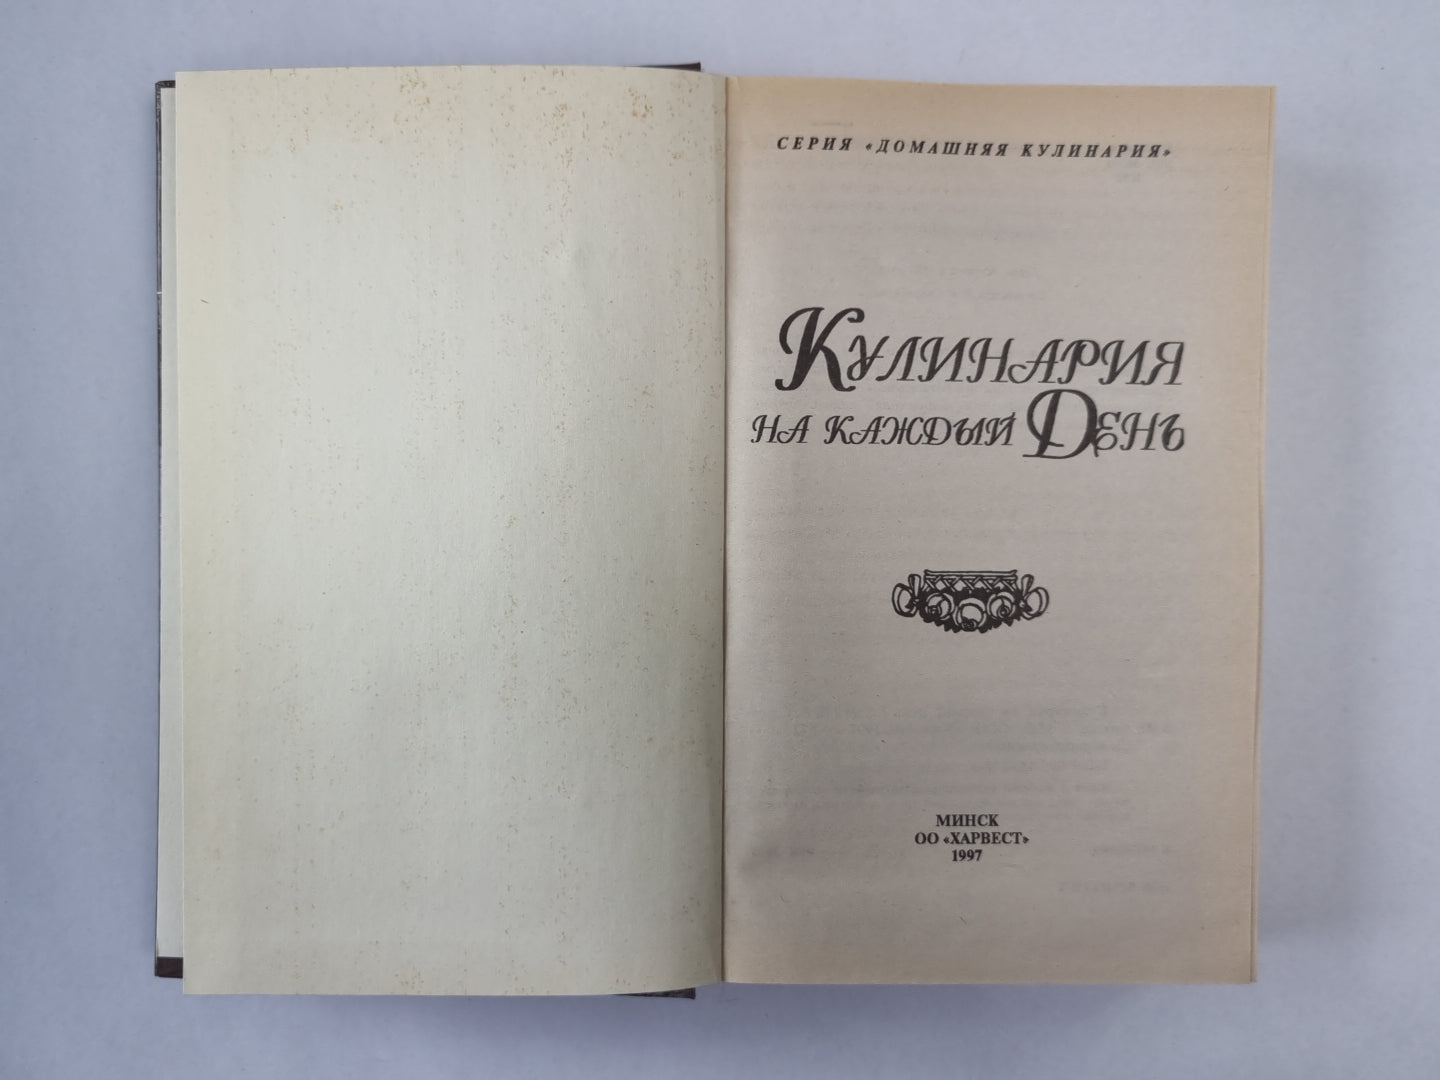 СЕРИЯ «ДОМАШНЯЯ КУЛИНАРИЯ»
Кулинария
на каждый День
МИНСК
ОО «ХАРВЕСТ»
1997